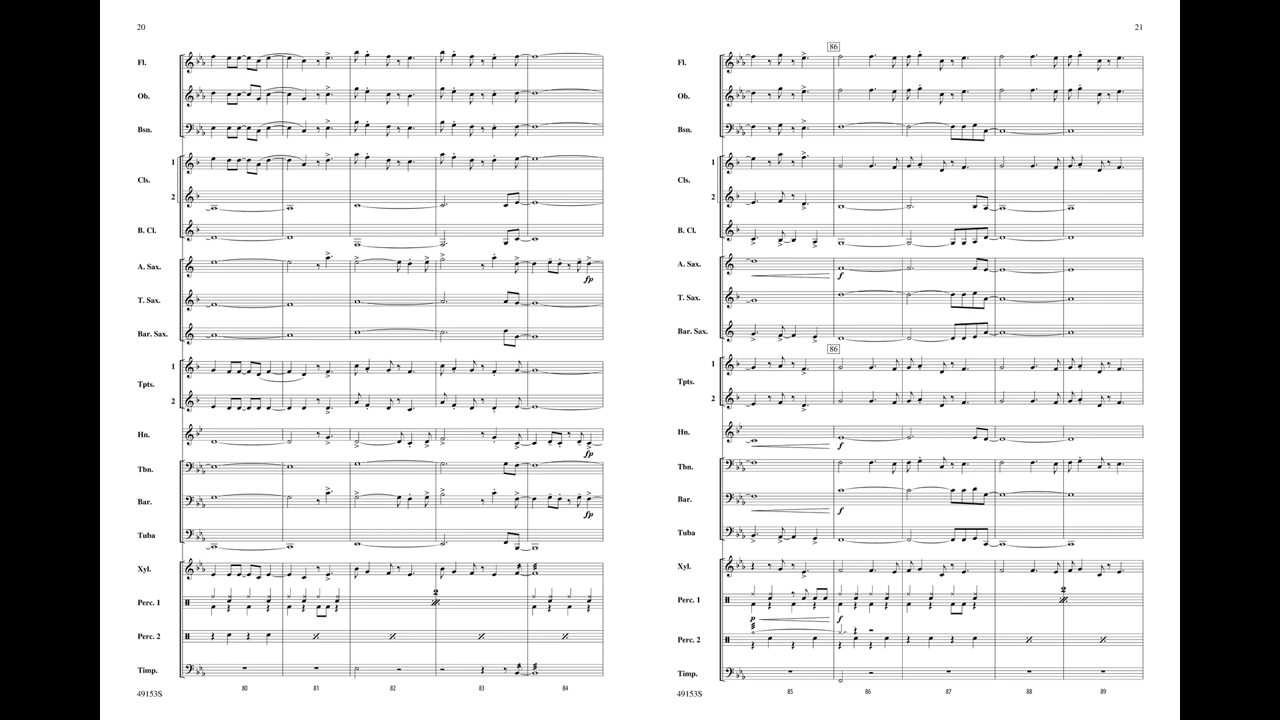 20
Fl.
Ob.
Bsn.
1
Cls.
2
B. Cl.
A. Sax.
fp
T. Sax.
Bar. Sax.
1
Tpts.
2
Hn.
fp
Tbn.
Bar.
fp
Tuba
Xyl.
2
Perc. 1
Perc. 2
Timp.
80 81 82 83 84
49153S
21
86
Fl.
Ob.
Bsn.
1
Cls.
2
B. Cl.
A. Sax.
f
T. Sax.
Bar. Sax.
86
1
Tpts.
2
Hn.
f
Tbn.
Bar.
f
Tuba
Xyl.
2
Perc. 1
p f
Perc. 2
Timp.
85 86 87 88 89
49153S